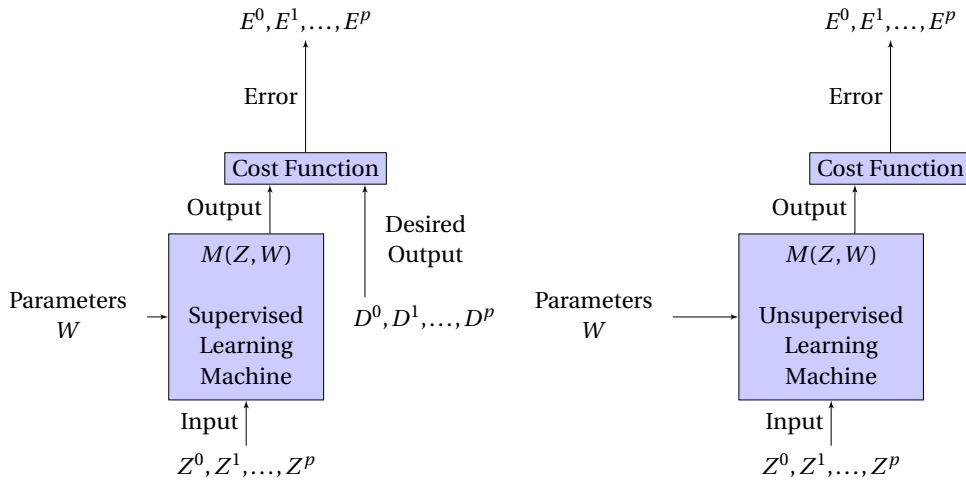 E^0, E^1, ..., E^p
Error
Cost Function
Output
Desired
Output
M(Z, W)
Parameters
W
Supervised
Learning
Machine
D^0, D^1, ..., D^p
Input
Z^0, Z^1, ..., Z^p
E^0, E^1, ..., E^p
Error
Cost Function
Output
M(Z, W)
Parameters
W
Unsupervised
Learning
Machine
Input
Z^0, Z^1, ..., Z^p